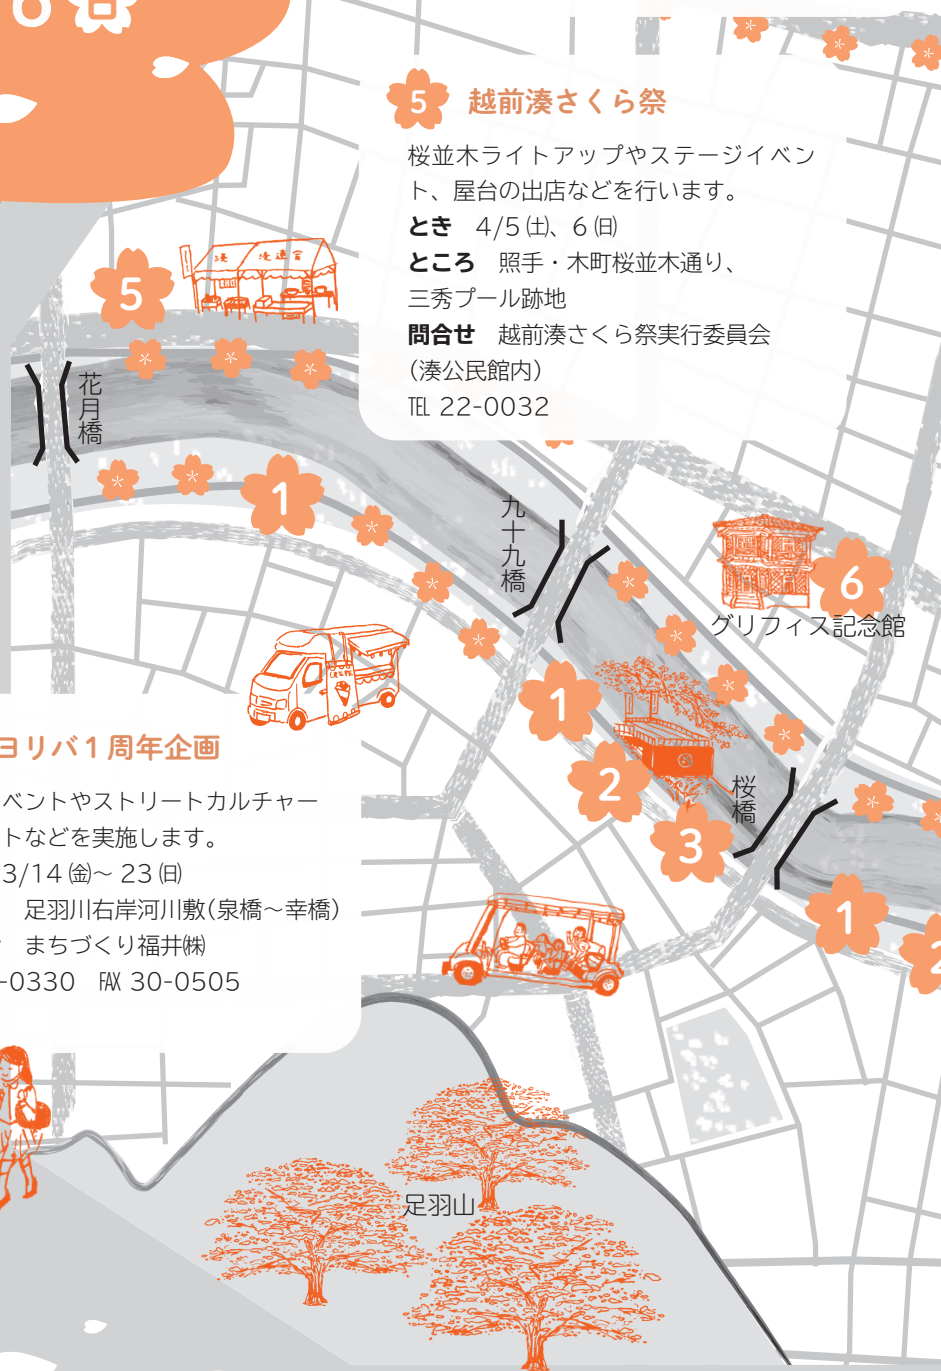 6日
5 越前湊さくら祭
桜並木ライトアップやステージイベン
ト、屋台の出店などを行います。
とき　4/5㈯、6㈰
ところ　照手・木町桜並木通り、
三秀プール跡地
問合せ　越前湊さくら祭実行委員会
(湊公民館内)
℡ 22-0032
5
花月橋
1
九十九橋
6
グリフィス記念館
1
2
桜橋
3
1
2
ヨリバ1周年企画
ベントやストリートカルチャー
トなどを実施します。
3/14㈮〜23㈰
足羽川右岸河川敷(泉橋〜幸橋)
まちづくり福井㈱
-0330　FAX 30-0505
足羽山